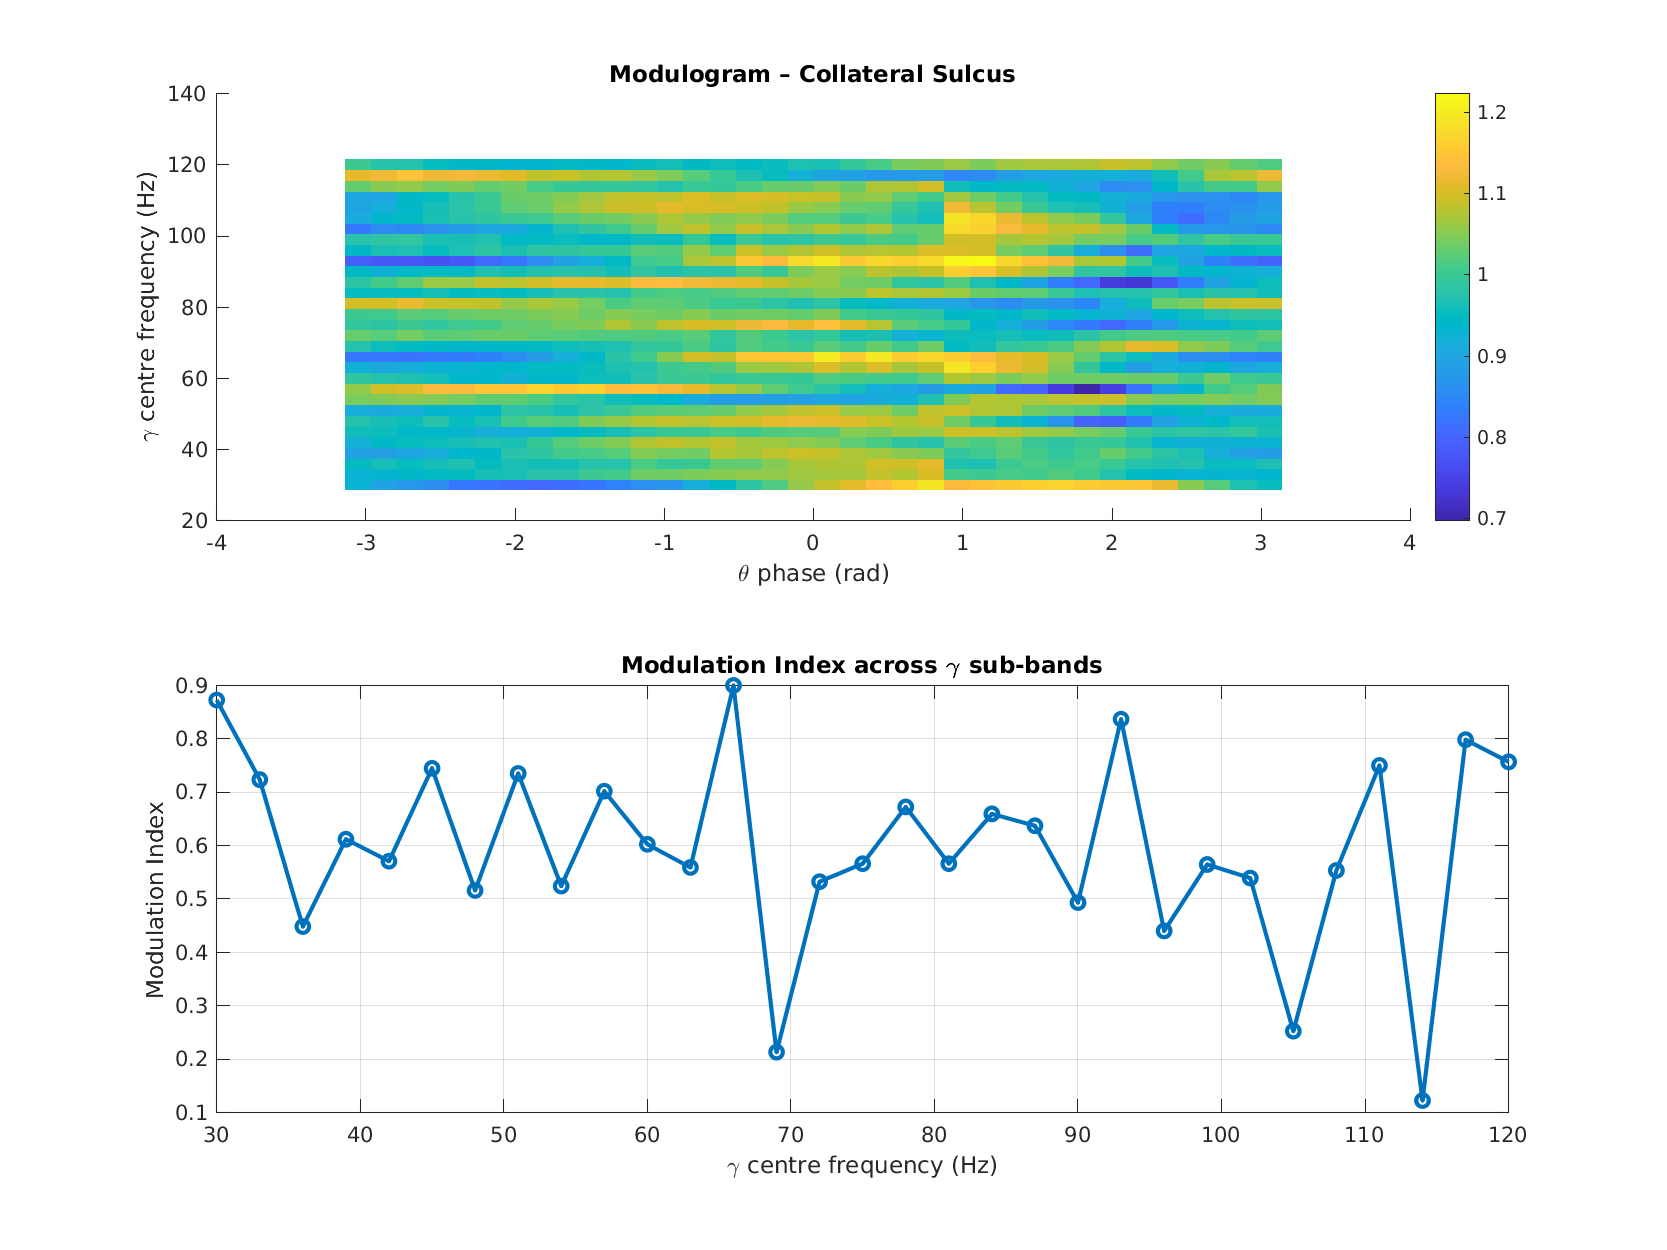 Modulogram – Collateral Sulcus
γ centre frequency (Hz)
140
120
100
80
60
40
20
-4 -3 -2 -1 0 1 2 3 4
θ phase (rad)
1.2
1.1
1
0.9
0.8
0.7
Modulation Index across γ sub-bands
Modulation Index
0.9
0.8
0.7
0.6
0.5
0.4
0.3
0.2
0.1
30 40 50 60 70 80 90 100 110 120
γ centre frequency (Hz)